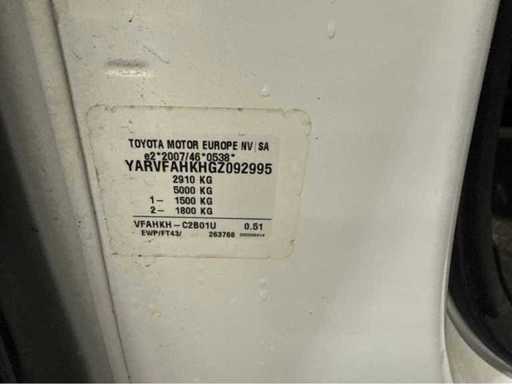 TOYOTA MOTOR EUROPE NV/SA
e2*2007/46*0538*
YARVFAHKHGZ092995
2910 KG
5000 KG
1- 1500 KG
2- 1800 KG
VFAHKH-C2B01U 0.51
EWP/FT43/ 263766